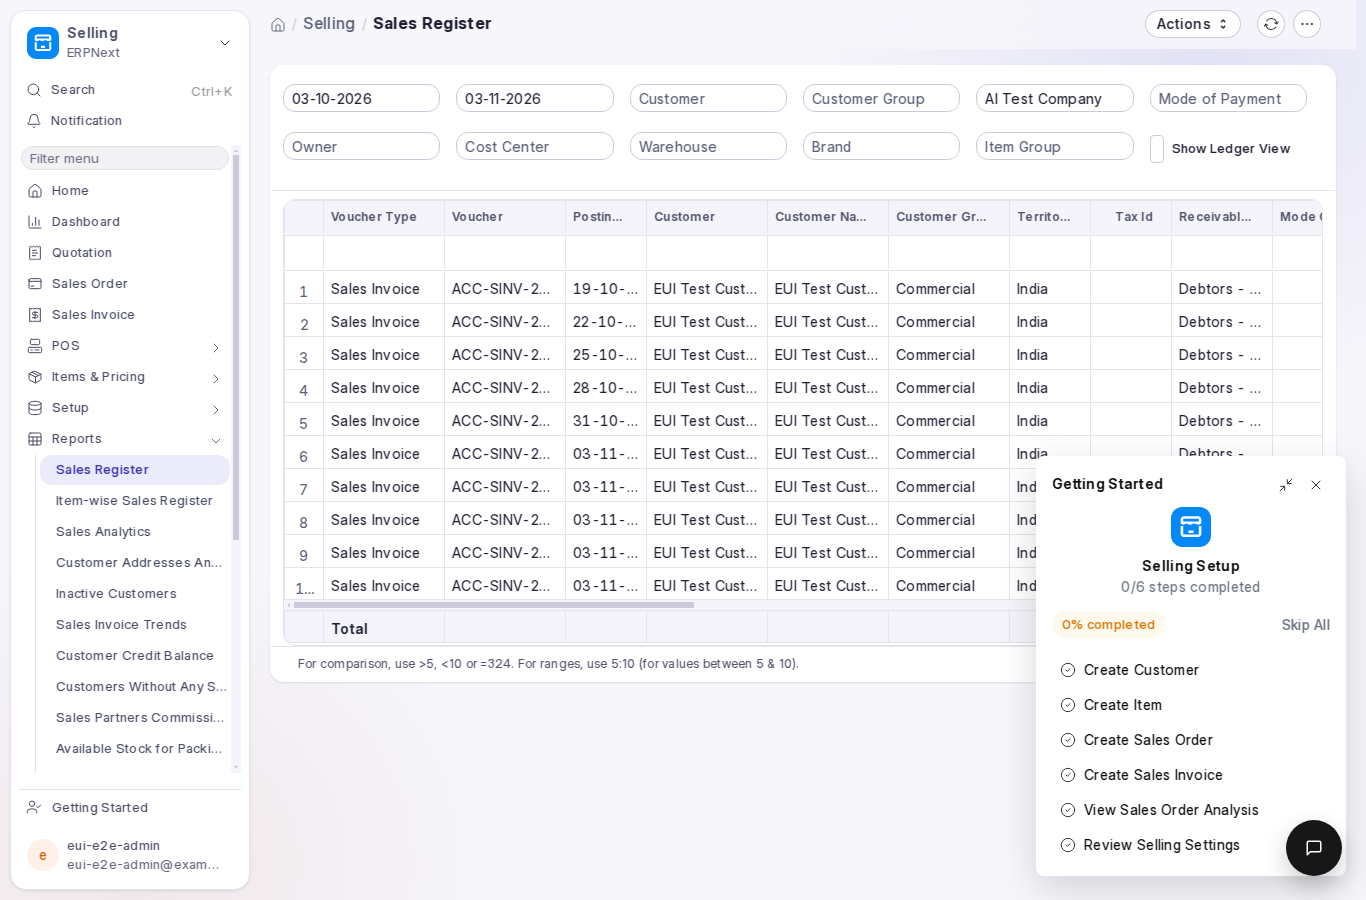 Selling
ERPNext
Search Ctrl+K
Notification
Filter menu
Home
Dashboard
Quotation
Sales Order
Sales Invoice
POS
Items & Pricing
Setup
Reports
Sales Register
Item-wise Sales Register
Sales Analytics
Customer Addresses An...
Inactive Customers
Sales Invoice Trends
Customer Credit Balance
Customers Without Any S...
Sales Partners Commissi...
Available Stock for Packi...
Getting Started
e
eui-e2e-admin
eui-e2e-admin@exam...
/ Selling / Sales Register
Actions
03-10-2026 03-11-2026 Customer Customer Group AI Test Company Mode of Payment
Owner Cost Center Warehouse Brand Item Group Show Ledger View
Voucher Type Voucher Postin... Customer Customer Na... Customer Gr... Territo... Tax Id Receivabl... Mode
1 Sales Invoice ACC-SINV-2... 19-10-... EUI Test Cust... EUI Test Cust... Commercial India Debtors - ...
2 Sales Invoice ACC-SINV-2... 22-10-... EUI Test Cust... EUI Test Cust... Commercial India Debtors - ...
3 Sales Invoice ACC-SINV-2... 25-10-... EUI Test Cust... EUI Test Cust... Commercial India Debtors - ...
4 Sales Invoice ACC-SINV-2... 28-10-... EUI Test Cust... EUI Test Cust... Commercial India Debtors - ...
5 Sales Invoice ACC-SINV-2... 31-10-... EUI Test Cust... EUI Test Cust... Commercial India Debtors - ...
6 Sales Invoice ACC-SINV-2... 03-11-... EUI Test Cust... EUI Test Cust... Commercial India Debtors - ...
7 Sales Invoice ACC-SINV-2... 03-11-... EUI Test Cust... EUI Test Cust... Commercial Ind
8 Sales Invoice ACC-SINV-2... 03-11-... EUI Test Cust... EUI Test Cust... Commercial Ind
9 Sales Invoice ACC-SINV-2... 03-11-... EUI Test Cust... EUI Test Cust... Commercial Ind
1... Sales Invoice ACC-SINV-2... 03-11-... EUI Test Cust... EUI Test Cust... Commercial Ind
Total
For comparison, use >5, <10 or =324. For ranges, use 5:10 (for values between 5 & 10).
Getting Started
Selling Setup
0/6 steps completed
0% completed Skip All
Create Customer
Create Item
Create Sales Order
Create Sales Invoice
View Sales Order Analysis
Review Selling Settings